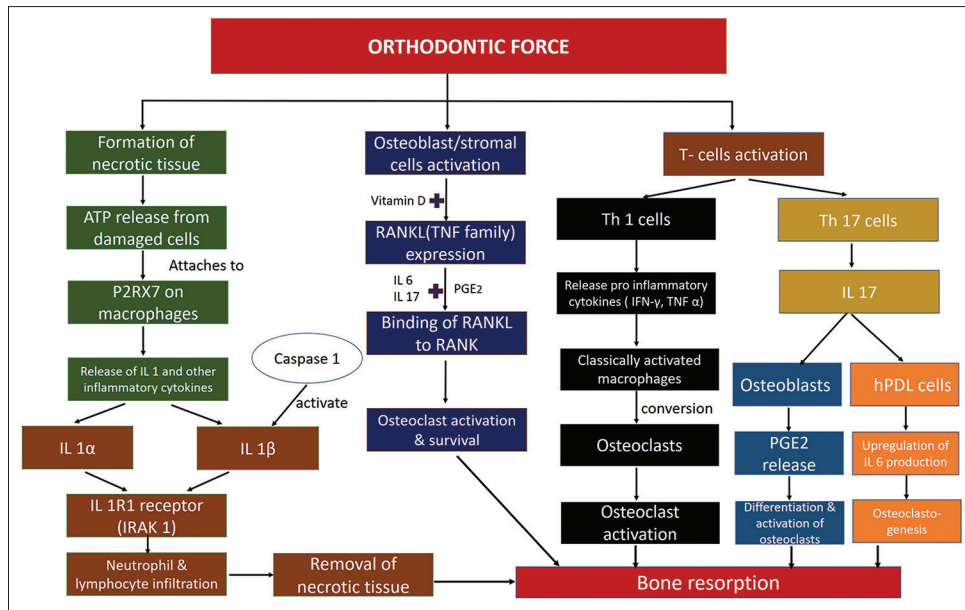 ORTHODONTIC FORCE
Formation of
necrotic tissue
ATP release from
damaged cells
Attaches to
P2RX7 on
macrophages
Release of IL 1 and other
inflammatory cytokines
Caspase 1
activate
IL 1α
IL 1β
IL 1R1 receptor
(IRAK 1)
Neutrophil &
lymphocyte infiltration
Removal of
necrotic tissue
Osteoblast/stromal
cells activation
Vitamin D
RANKL(TNF family)
expression
IL 6
IL 17
PGE2
Binding of RANKL
to RANK
Osteoclast activation
& survival
T- cells activation
Th 1 cells
Release pro inflammatory
cytokines ( IFN-γ, TNF α)
Classically activated
macrophages
conversion
Osteoclasts
Osteoclast
activation
Th 17 cells
IL 17
Osteoblasts
PGE2
release
Differentiation &
activation of
osteoclasts
hPDL cells
Upregulation of
IL 6 production
Osteoclasto-
genesis
Bone resorption